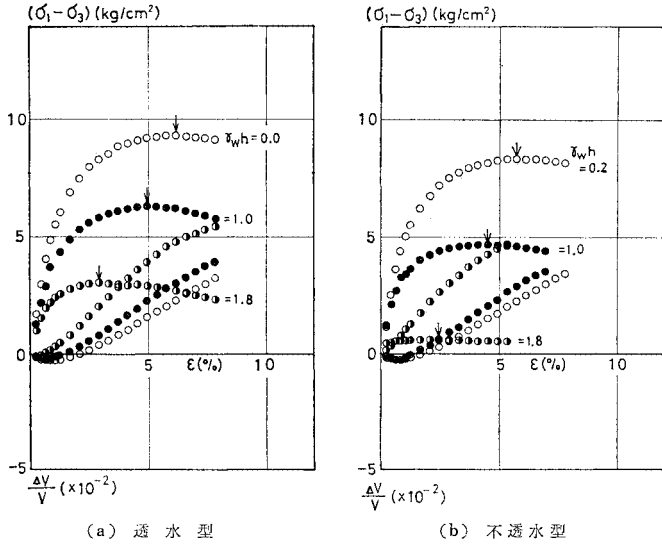 (σ₁−σ₃) (kg/cm²)
10
5
0
−5
γwh=0.0
=1.0
=1.8
5
ε(%)
10
ΔV/V (×10⁻²)
(a) 透水型
(σ₁−σ₃) kg/cm²
10
5
0
−5
γwh
=0.2
=1.0
=1.8
5
ε(%)
10
ΔV/V (×10⁻²)
(b) 不透水型